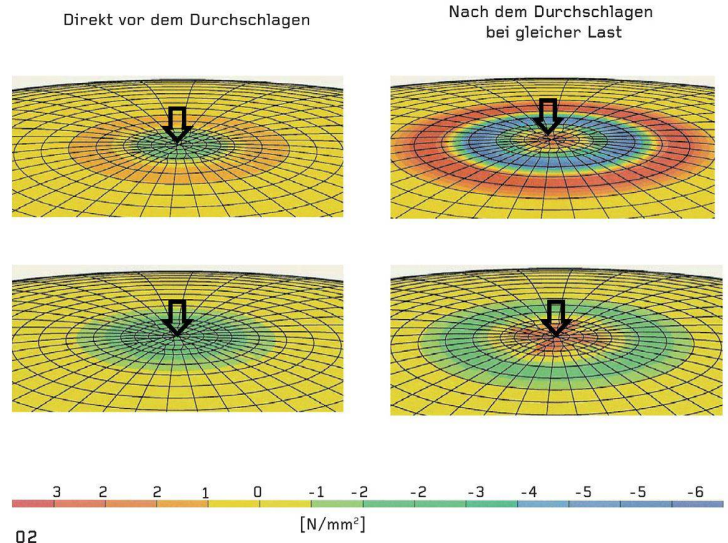 Direkt vor dem Durchschlagen
Nach dem Durchschlagen
bei gleicher Last
3 2 2 1 0 -1 -2 -2 -3 -4 -5 -5 -6
[N/mm²]
02